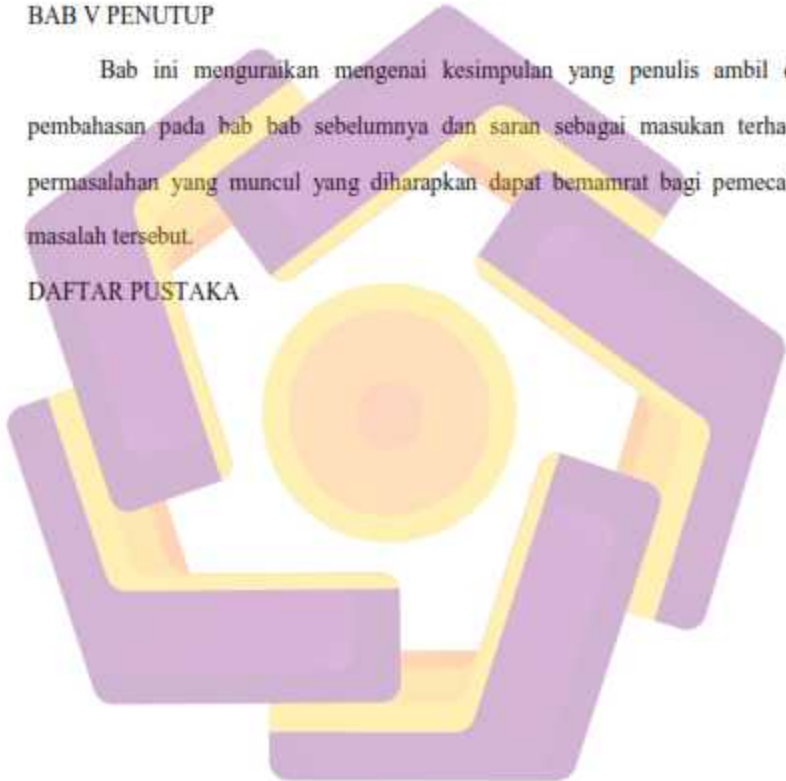 BAB V PENUTUP
Bab ini menguraikan mengenai kesimpulan yang penulis ambil
pembahasan pada bab bab sebelumnya dan saran sebagai masukan
permasalahan yang muncul yang diharapkan dapat bemamrat bagi
masalah tersebut.
DAFTAR PUSTAKA